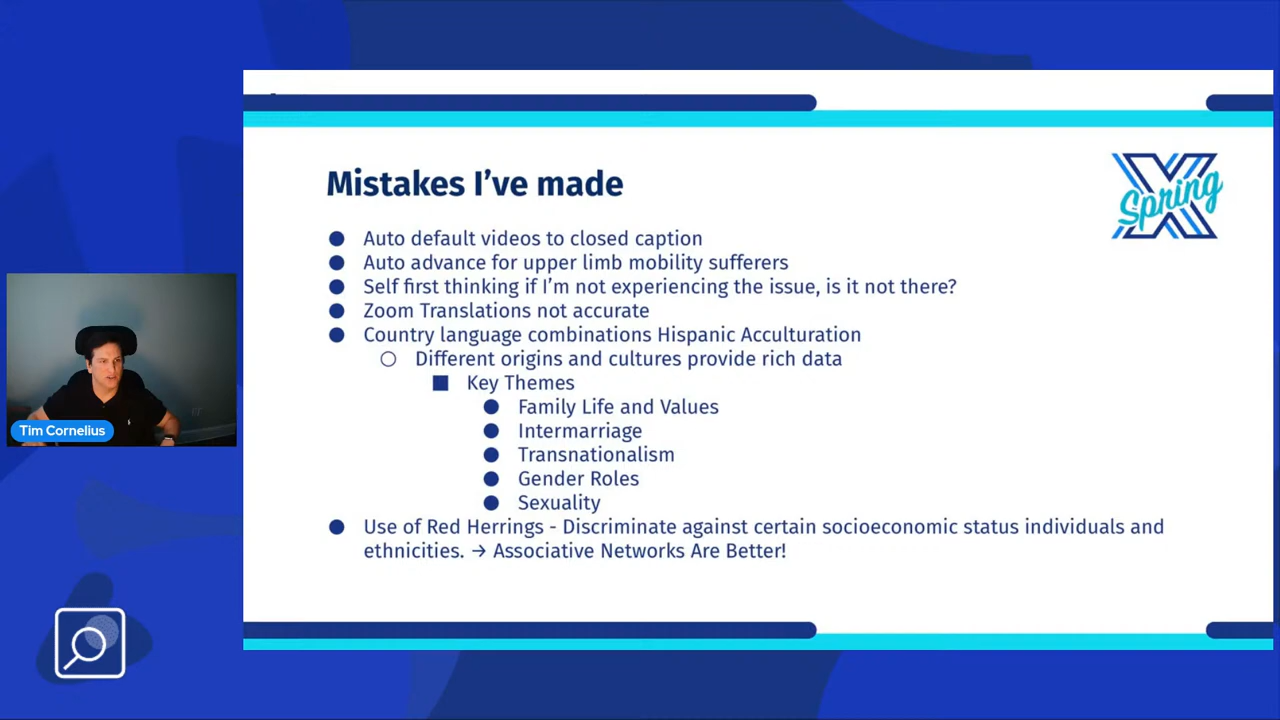 Mistakes I've made
Spring
● Auto default videos to closed caption
● Auto advance for upper limb mobility sufferers
● Self first thinking if I'm not experiencing the issue, is it not there?
● Zoom Translations not accurate
● Country language combinations Hispanic Acculturation
○ Different origins and cultures provide rich data
■ Key Themes
● Family Life and Values
● Intermarriage
● Transnationalism
● Gender Roles
● Sexuality
● Use of Red Herrings - Discriminate against certain socioeconomic status individuals and
ethnicities. → Associative Networks Are Better!
Tim Cornelius